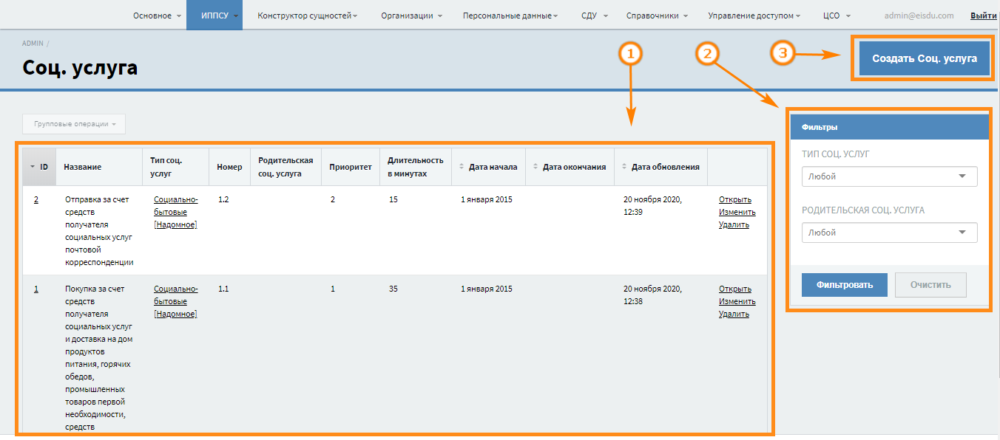 Основное ИППСУ Конструктор сущностей Организации Персональные данные СДУ Справочники Управление доступом ЦСО admin@eisdu.com Выйти
ADMIN /
Соц. услуга
1
2
3
Создать Соц. услуга
Групповые операции
ID Название Тип соц. услуг Номер Родительская соц. услуга Приоритет Длительность в минутах Дата начала Дата окончания Дата обновления
2 Отправка за счет Социально- 1.2 2 15 1 января 2015 20 ноября 2020, Открыть
средств бытовые 12:39 Изменить
получателя [Надомное] Удалить
социальных услуг
почтовой
корреспонденции
1 Покупка за счет Социально- 1.1 1 35 1 января 2015 20 ноября 2020, Открыть
средств бытовые 12:38 Изменить
получателя [Надомное] Удалить
социальных услуг
и доставка на дом
продуктов
питания, горячих
обедов,
промышленных
товаров первой
необходимости,
средств
Фильтры
ТИП СОЦ. УСЛУГ
Любой
РОДИТЕЛЬСКАЯ СОЦ. УСЛУГА
Любой
Фильтровать Очистить